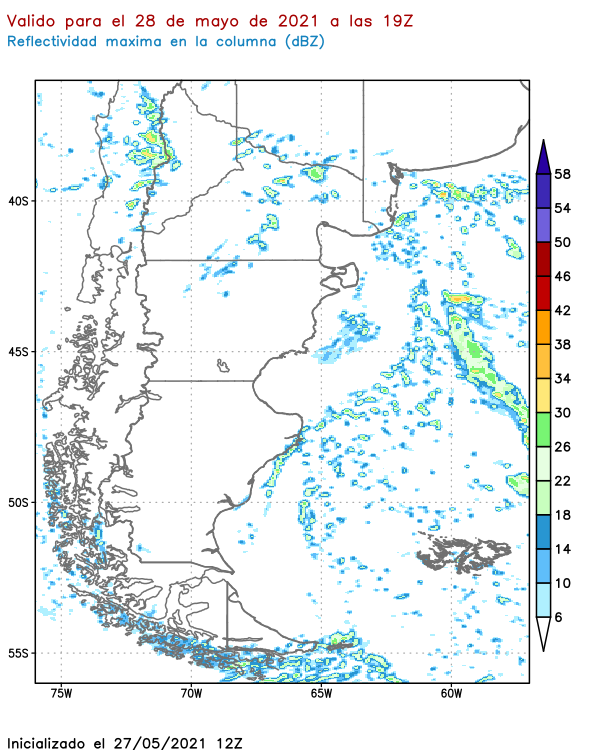 Valido para el 28 de mayo de 2021 a las 19Z
Reflectividad maxima en la columna (dBZ)
40S
45S
50S
55S
75W
70W
65W
60W
58
54
50
46
42
38
34
30
26
22
18
14
10
6
Inicializado el 27/05/2021 12Z